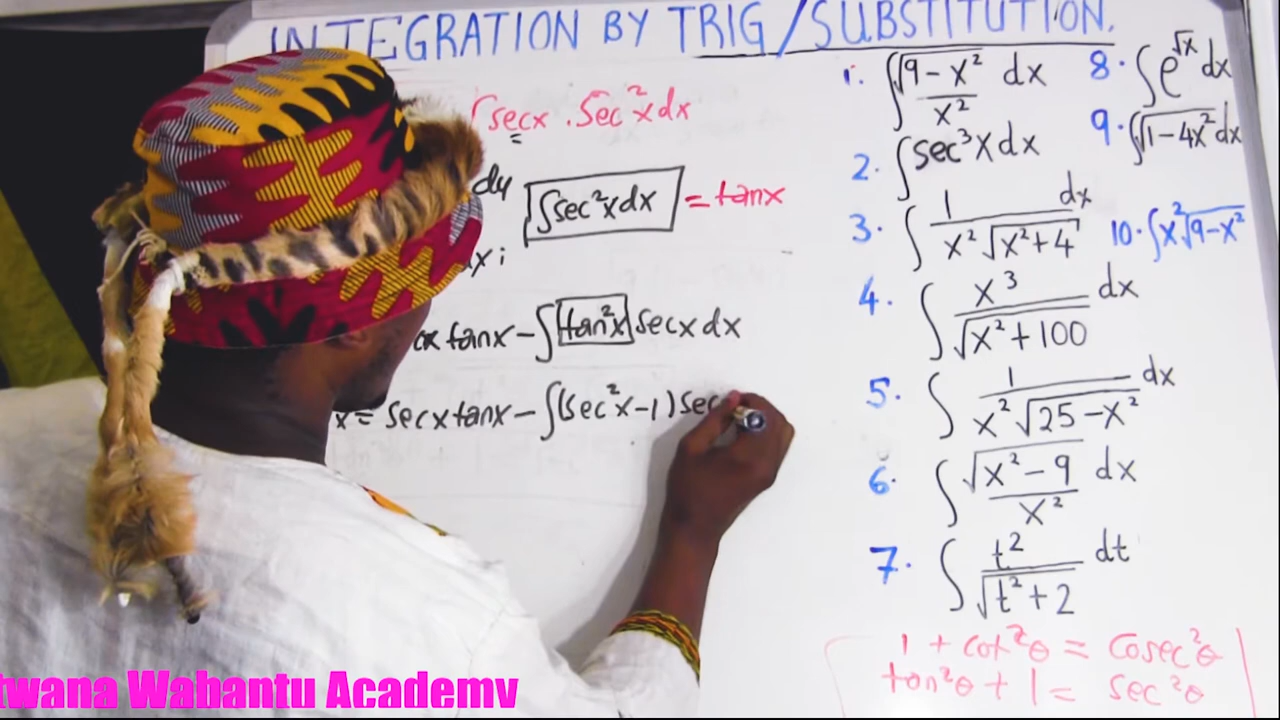 INTEGRATION BY TRIG/SUBSTITUTION.
∫secx . Sec²x dx
dy ∫sec²x dx = tanx
x;
x tanx − ∫tan²x secx dx
x = secx tanx − ∫(sec²x−1) sec
1. ∫ √(9−x²)/x² dx
2. ∫sec³x dx
3. ∫ 1/(x²√(x²+4)) dx
4. ∫ x³/√(x²+100) dx
5. ∫ 1/(x²√(25−x²)) dx
6. ∫ √(x²−9)/x² dx
7. ∫ t²/√(t²+2) dt
8. ∫e^√x dx
9. ∫√(1−4x²) dx
10. ∫x²√(9−x²)
1 + cot²θ = Cosec²θ
tan²θ + 1 = sec²θ
twana Wabantu Academy